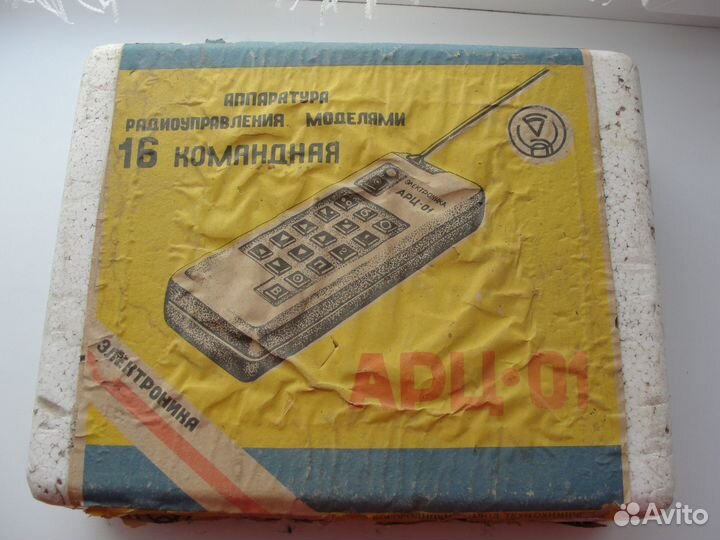 АППАРАТУРА
РАДИОУПРАВЛЕНИЯ МОДЕЛЯМИ
16 КОМАНДНАЯ
ЭЛЕКТРОНИКА
АРЦ·01
АРЦ·01
ЭЛЕКТРОНИКА
Avito